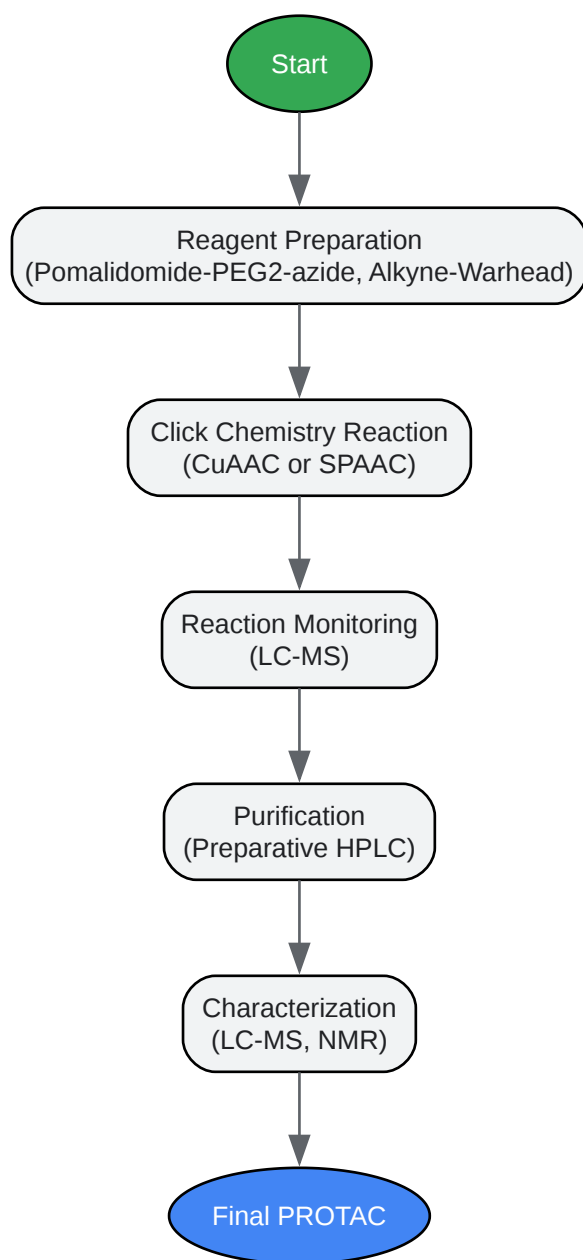 Start
Reagent Preparation
(Pomalidomide-PEG2-azide, Alkyne-Warhead)
Click Chemistry Reaction
(CuAAC or SPAAC)
Reaction Monitoring
(LC-MS)
Purification
(Preparative HPLC)
Characterization
(LC-MS, NMR)
Final PROTAC